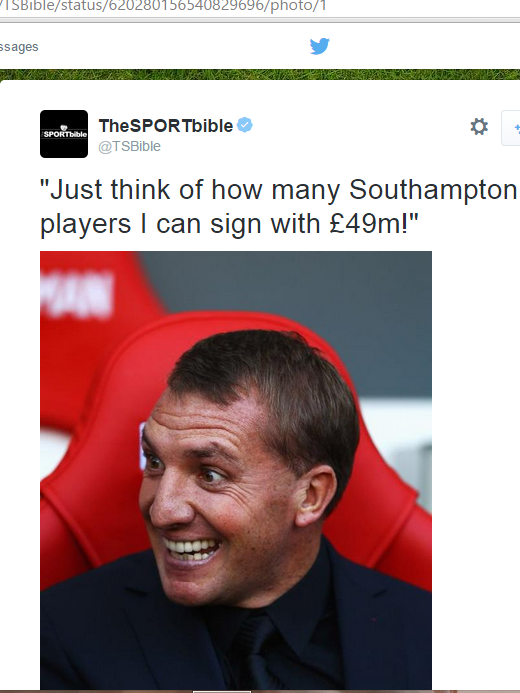 /TSBible/status/620280156540829696/photo/1
ssages
SPORTbible
TheSPORTbible
@TSBible
"Just think of how many Southampton
players I can sign with £49m!"
MAN